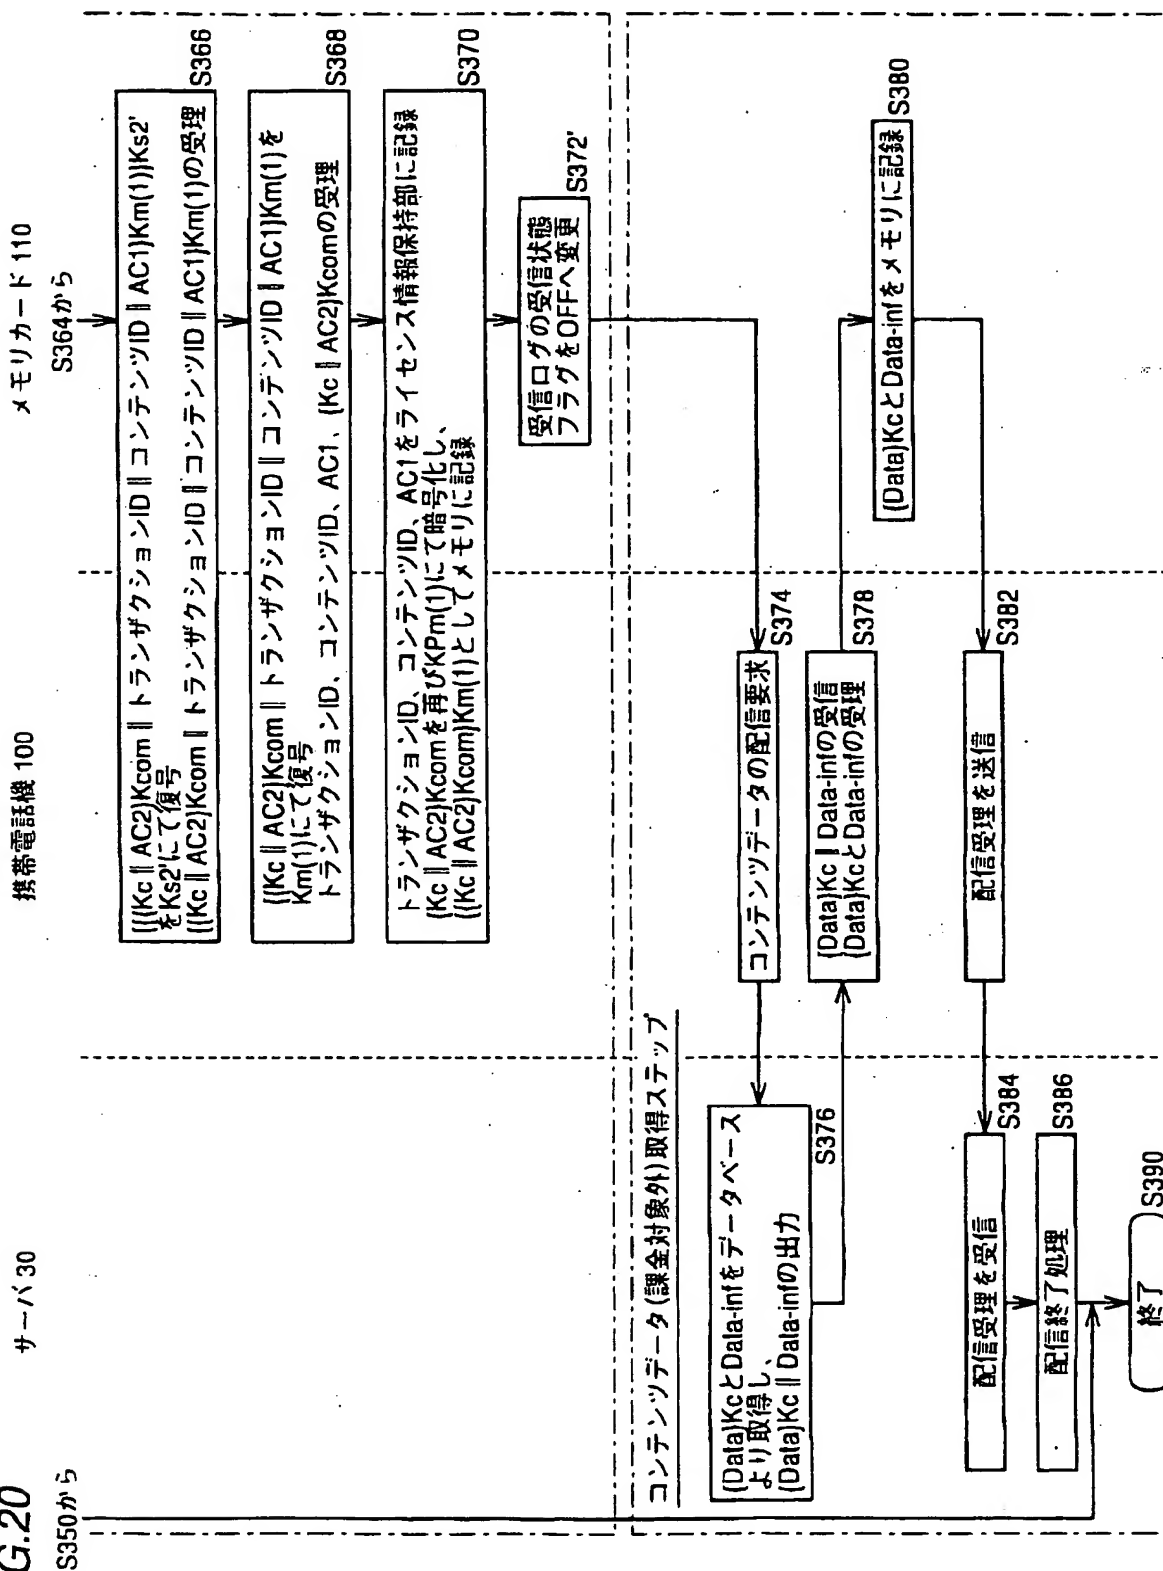 G.20
サーバ 30
携帯電話機 100
メモリカード 110
S350から
S364から
{{{{Kc ∥ AC2}Kcom ∥ トランザクションID ∥ コンテンツID ∥ AC1}Km(1)}Ks2'
をKs2'にて復号
{{Kc ∥ AC2}Kcom ∥ トランザクションID ∥ コンテンツID ∥ AC1}Km(1)の受理
S366
{{Kc ∥ AC2}Kcom ∥ トランザクションID ∥ コンテンツID ∥ AC1}Km(1)を
Km(1)にて復号
トランザクションID、コンテンツID、AC1、{Kc ∥ AC2}Kcomの受理
S368
トランザクションID、コンテンツID、AC1をライセンス情報保持部に記録
{Kc ∥ AC2}Kcomを再びKPm(1)にて暗号化し、
{{Kc ∥ AC2}Kcom}Km(1)としてメモリに記録
S370
受信ログの受信状態
フラグをOFFへ変更
S372'
コンテンツデータ(課金対象外)取得ステップ
コンテンツデータの配信要求
S374
{Data}KcとData-infをデータベース
より取得し、
{Data}Kc ∥ Data-infの出力
S376
{Data}Kc ∥ Data-infの受信
{Data}KcとData-infの受理
S378
{Data}KcとData-infをメモリに記録
S380
配信受理を送信
S382
配信受理を受信
S384
配信終了処理
S386
終了
S390